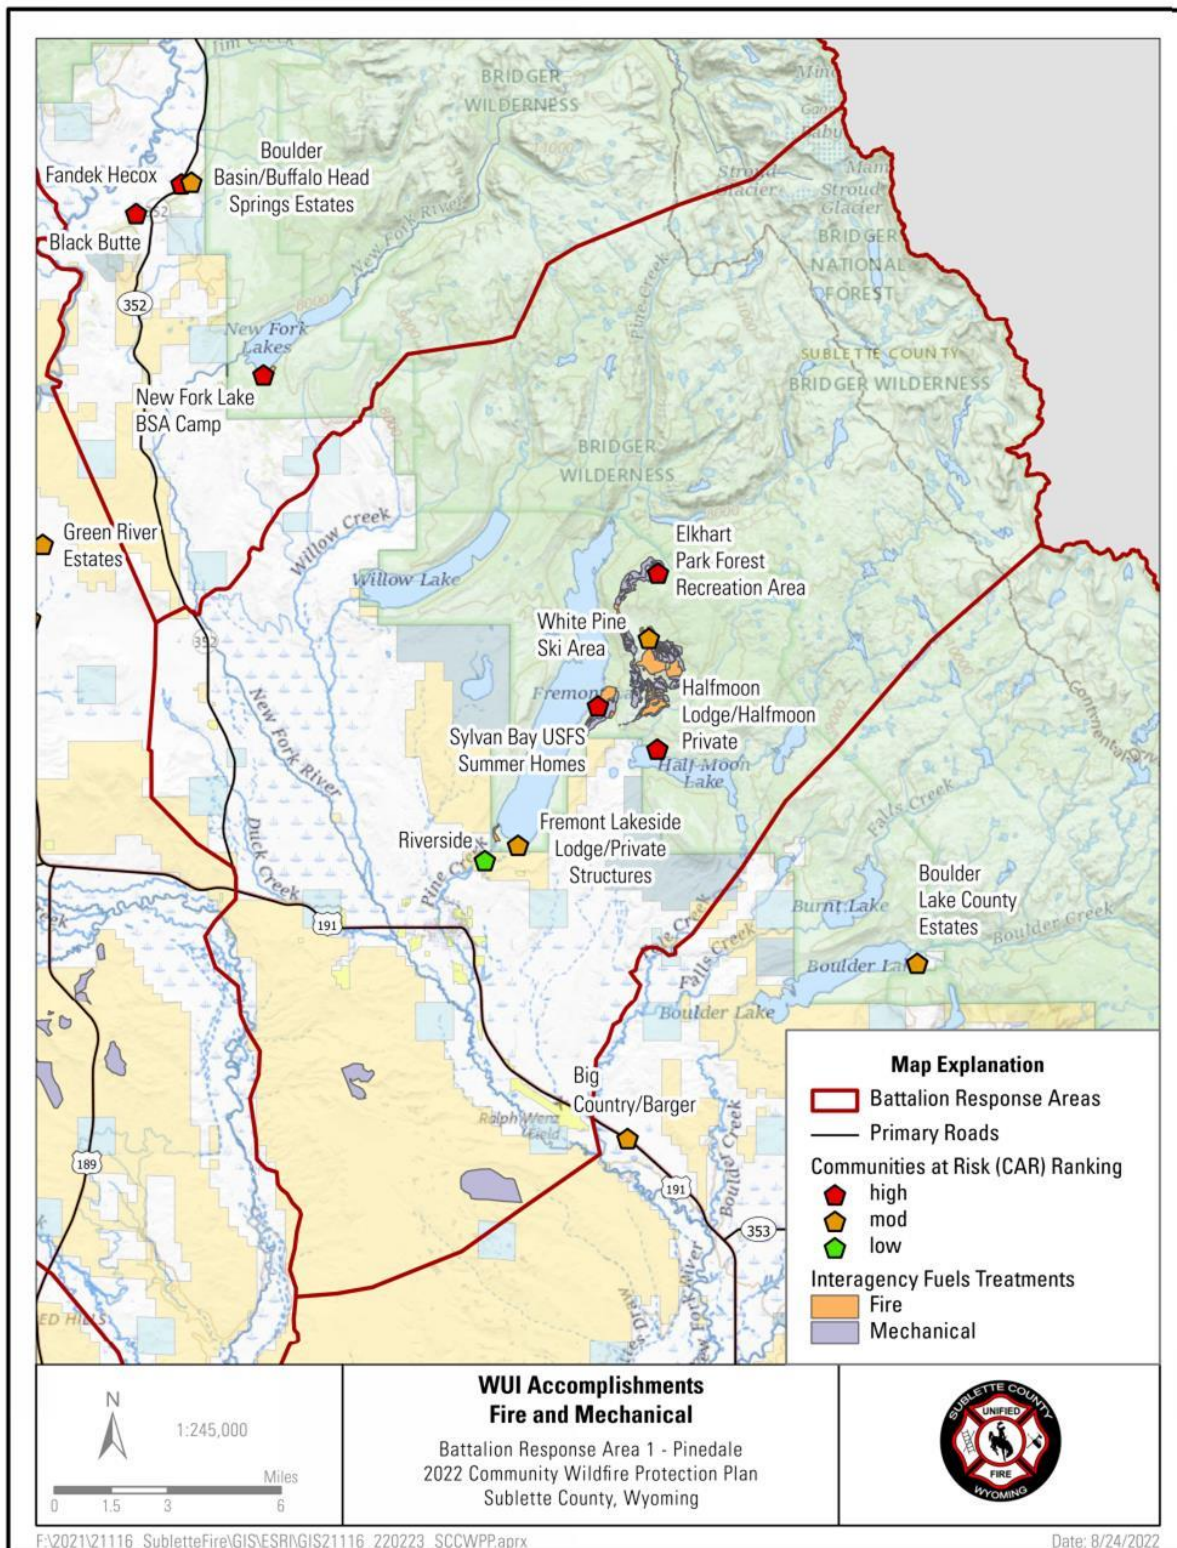 Jim Creek
BRIDGER
WILDERNESS
11000
Fandek Hecox
Boulder
Basin/Buffalo Head
Springs Estates
Black Butte
352
New Fork River
Stroud
Glacier
Stroud
Glacier
BRIDGER
NATIONAL
FOREST
Pine Creek
352
New Fork
Lakes
New Fork Lake
BSA Camp
SUBLETTE COUNTY
BRIDGER WILDERNESS
BRIDGER
WILDERNESS
Green River
Estates
Willow Creek
Willow Lake
Elkhart
Park Forest
Recreation Area
White Pine
Ski Area
352
New Fork River
Halfmoon
Lodge/Halfmoon
Private
Sylvan Bay USFS
Summer Homes
Half Moon
Lake
Falls Creek
Duck Creek
Riverside
Fremont Lakeside
Lodge/Private
Structures
Pine Creek
191
Boulder
Lake County
Estates
Burnt Lake
Boulder Creek
Falls Creek
Boulder Lake
Big
Country/Barger
Ralph Wenz
Field
Boulder Creek
189
191
353
New Fork River
Map Explanation
Battalion Response Areas
Primary Roads
Communities at Risk (CAR) Ranking
high
mod
low
Interagency Fuels Treatments
Fire
Mechanical
N
1:245,000
Miles
0 1.5 3 6
WUI Accomplishments
Fire and Mechanical
Battalion Response Area 1 - Pinedale
2022 Community Wildfire Protection Plan
Sublette County, Wyoming
SUBLETTE COUNTY
UNIFIED
FIRE
WYOMING
F:\2021\21116_SubletteFire\GIS\ESRI\GIS21116_220223_SCCWPP.aprx
Date: 8/24/2022